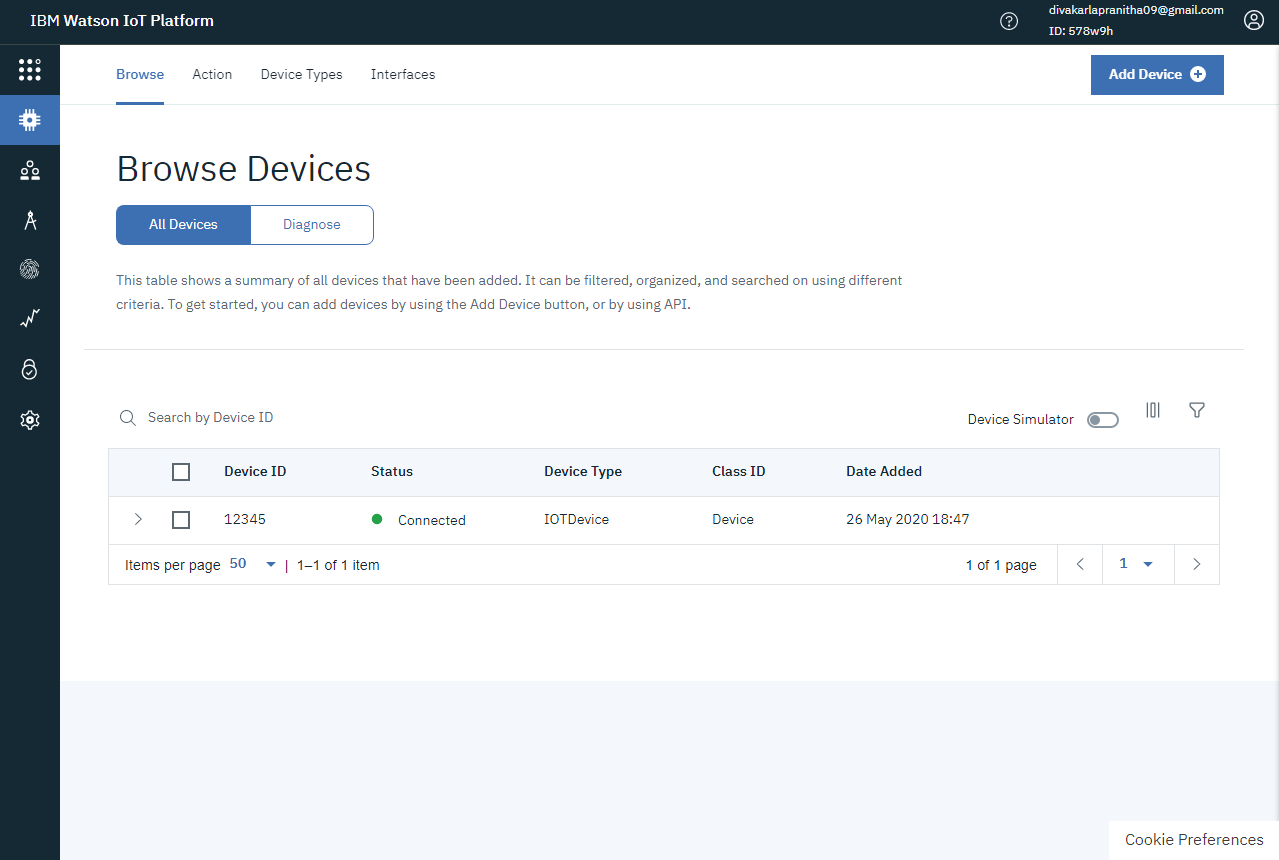 IBM Watson IoT Platform
divakarlapranitha09@gmail.com
ID: 578w9h
Browse Action Device Types Interfaces
Add Device
Browse Devices
All Devices Diagnose
This table shows a summary of all devices that have been added. It can be filtered, organized, and searched on using different
criteria. To get started, you can add devices by using the Add Device button, or by using API.
Search by Device ID
Device Simulator
Device ID Status Device Type Class ID Date Added
12345 Connected IOTDevice Device 26 May 2020 18:47
Items per page 50 | 1–1 of 1 item 1 of 1 page 1
Cookie Preferences